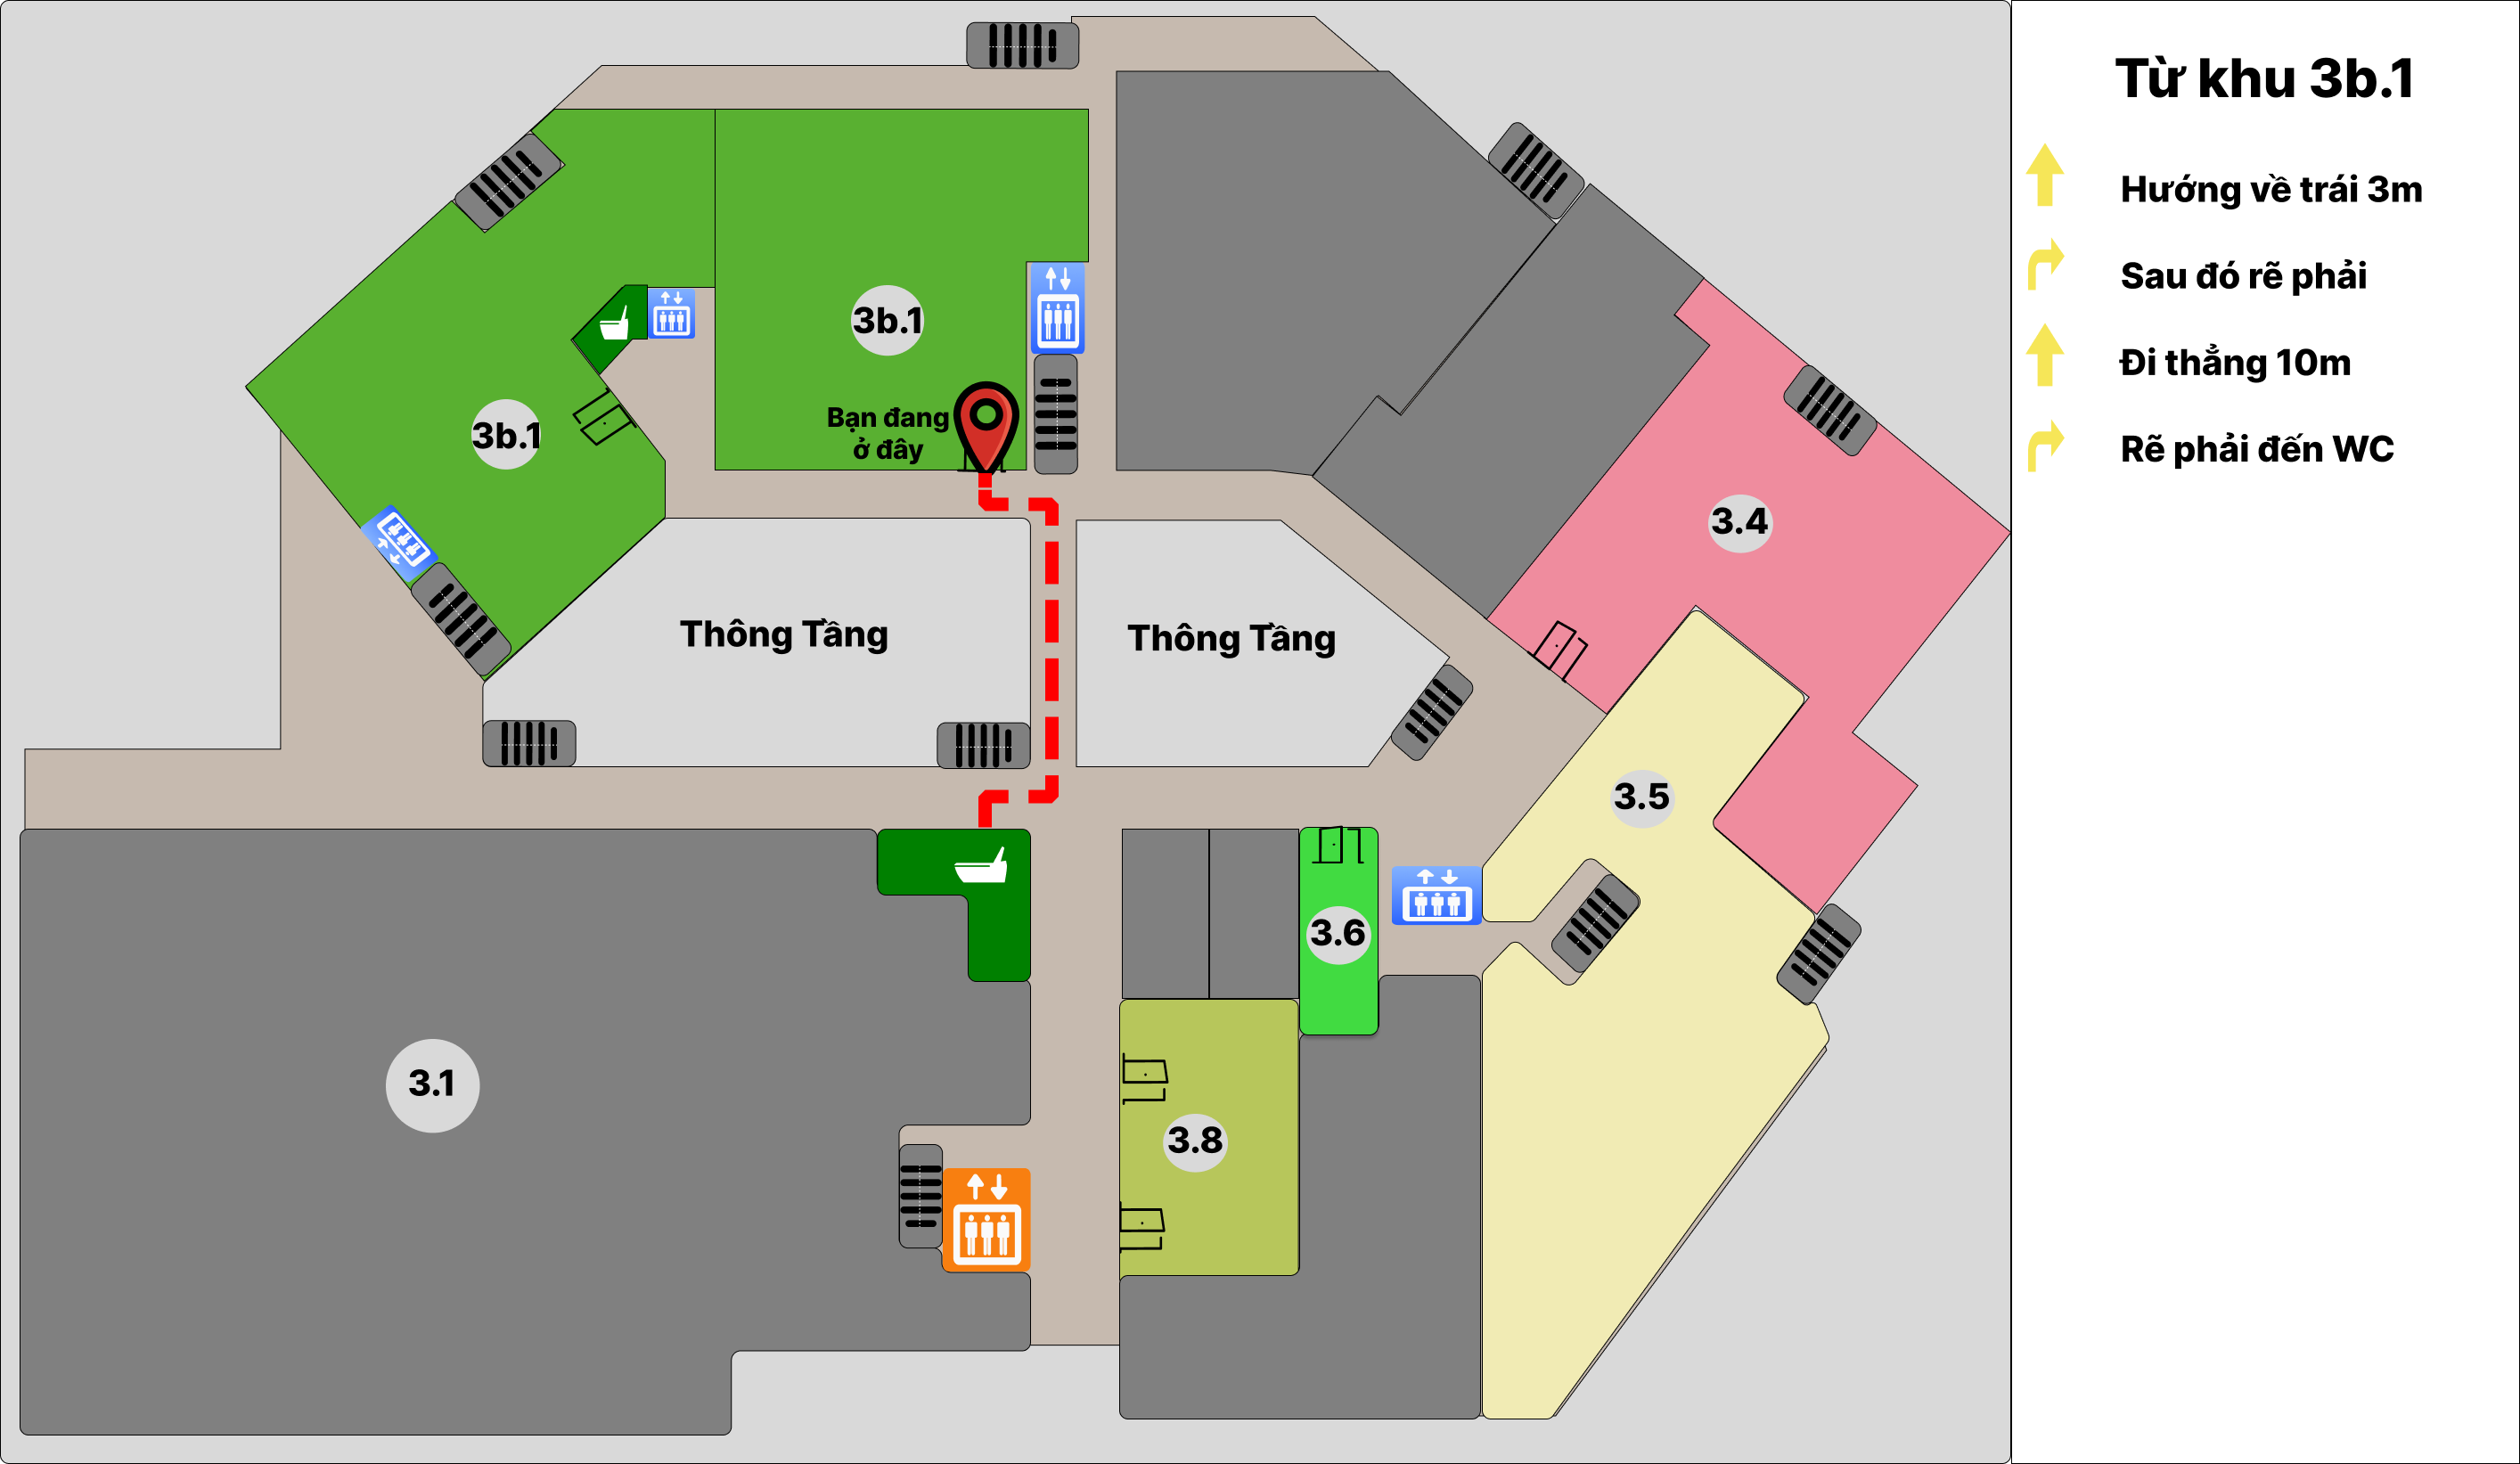 Từ khu 3b.1
Hướng về trái 3m
Sau đó rẽ phải
Đi thẳng 10m
Rẽ phải đến WC
3b.1
3b.1
Bạn đang
ở đây
3.4
Thông Tầng
Thông Tầng
3.5
3.6
3.1
3.8